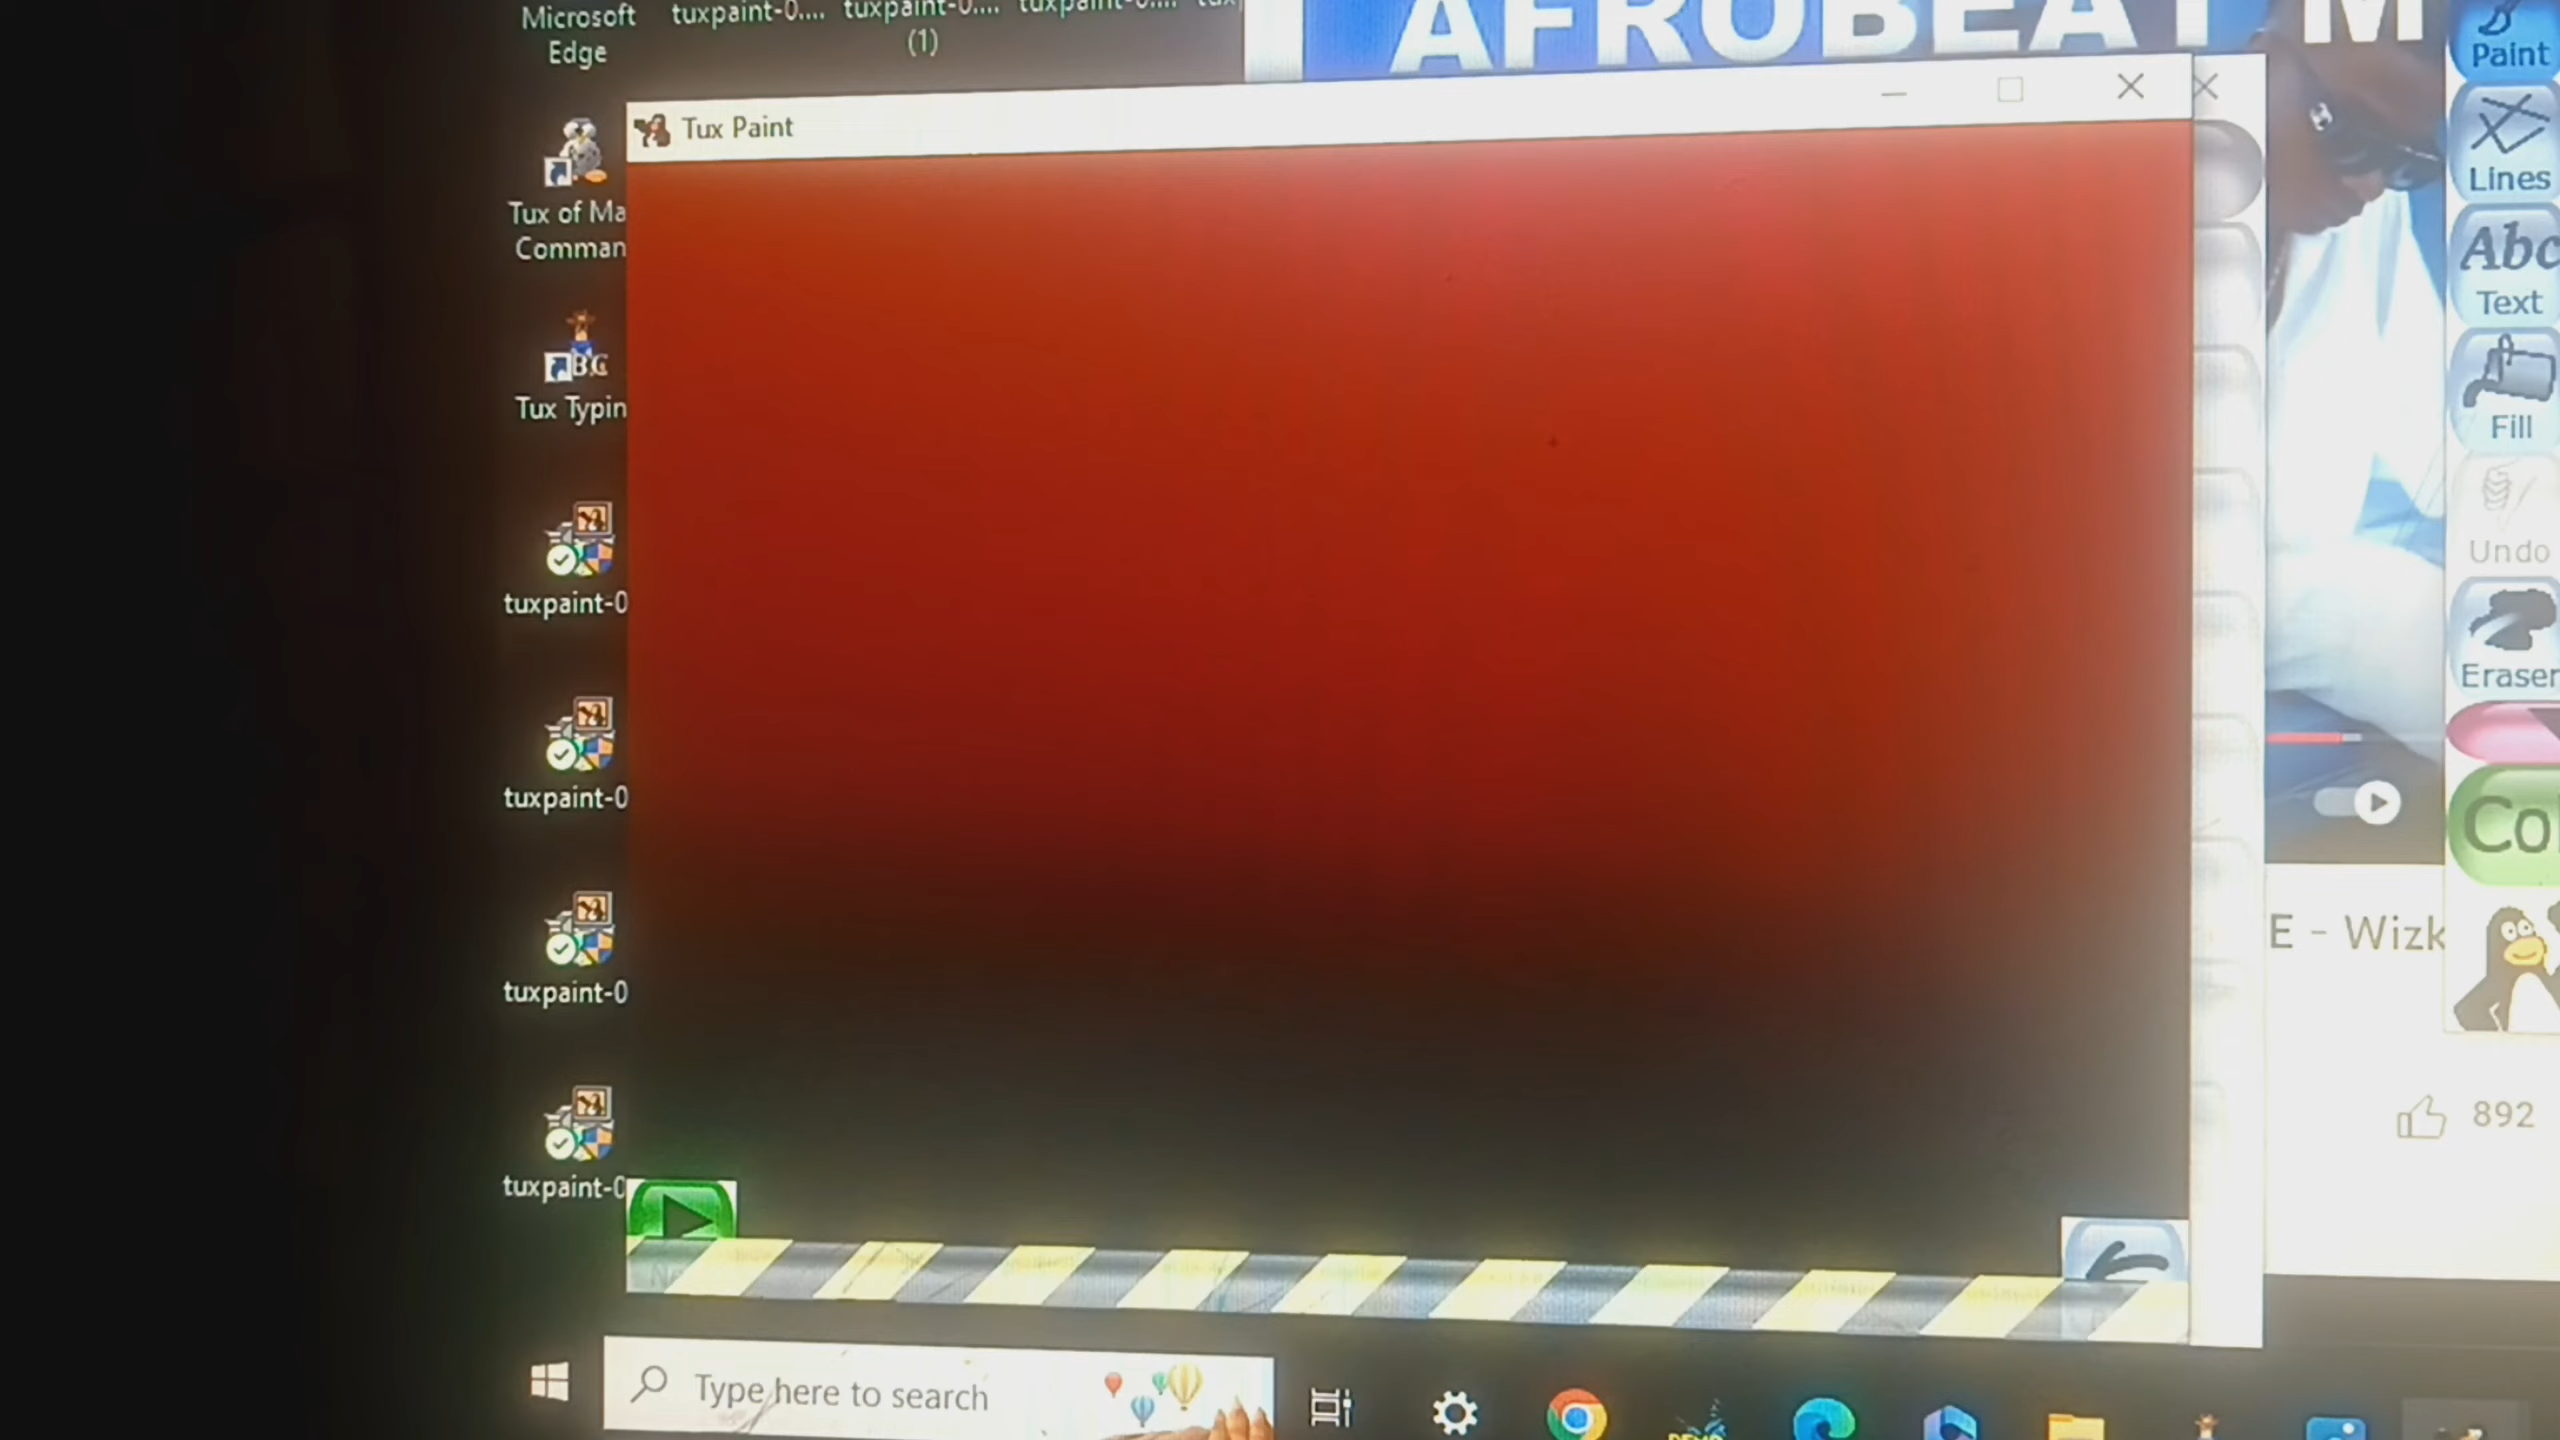 Microsoft
Edge
tuxpaint-0....
tuxpaint-0....
(1)
tuxpaint-0....
AFROBEAT M
Tux Paint
Tux of Ma
Comman
Tux Typin
tuxpaint-0
tuxpaint-0
tuxpaint-0
tuxpaint-0
Paint
Lines
Abc
Text
Fill
Undo
Eraser
Col
E - Wizk
892
Type here to search